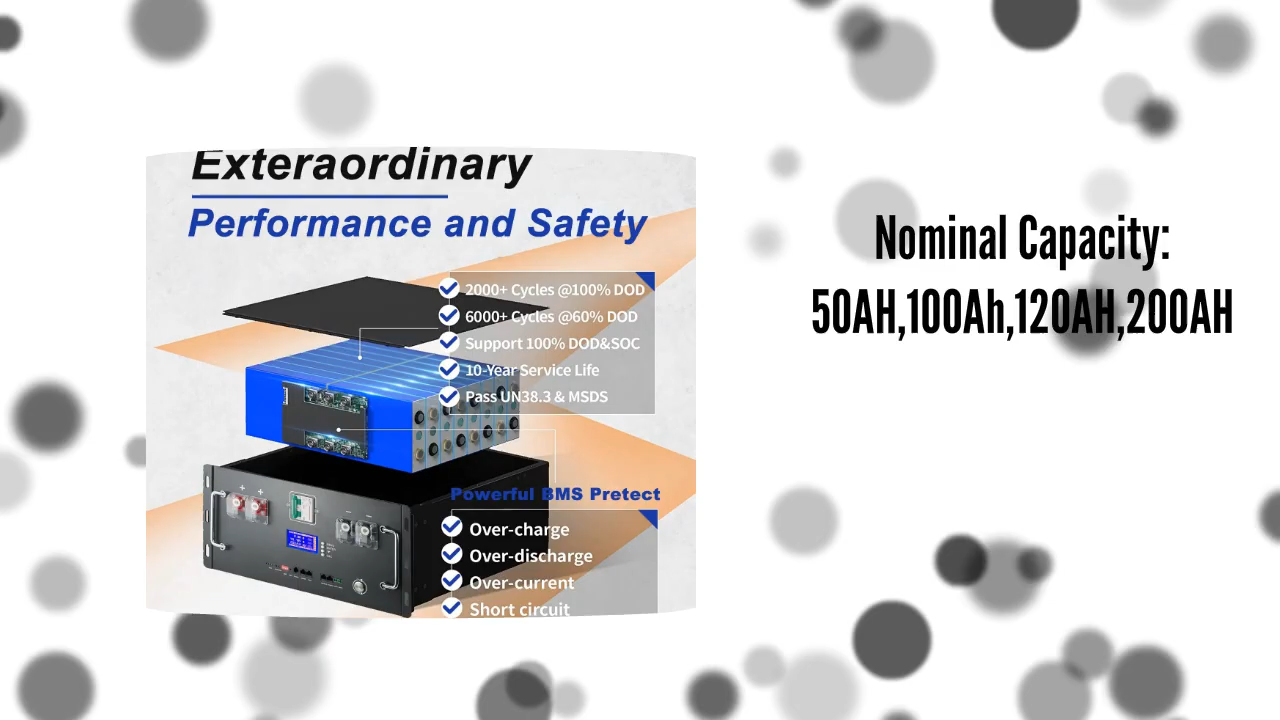 Exteraordinary
Performance and Safety
2000+ Cycles @100% DOD
6000+ Cycles @60% DOD
Support 100% DOD&SOC
10-Year Service Life
Pass UN38.3 & MSDS
Powerful BMS Pretect
Over-charge
Over-discharge
Over-current
Short circuit
Nominal Capacity:
50AH,100Ah,120AH,200AH